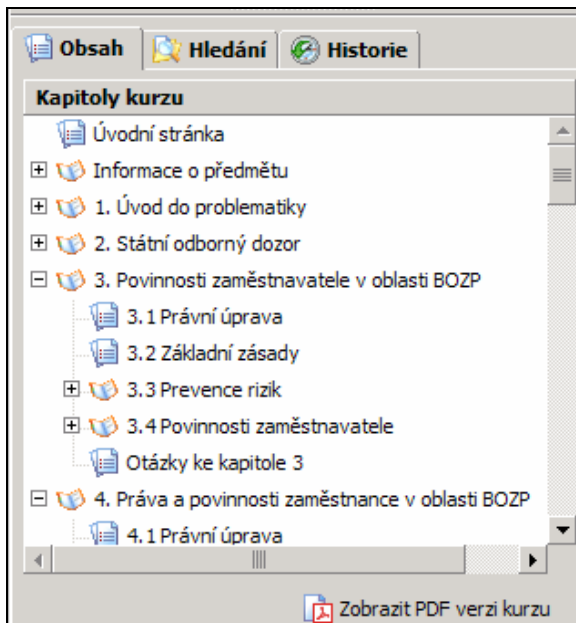 Obsah Hledání Historie
Kapitoly kurzu
Úvodní stránka
Informace o předmětu
1. Úvod do problematiky
2. Státní odborný dozor
3. Povinnosti zaměstnavatele v oblasti BOZP
3.1 Právní úprava
3.2 Základní zásady
3.3 Prevence rizik
3.4 Povinnosti zaměstnavatele
Otázky ke kapitole 3
4. Práva a povinnosti zaměstnance v oblasti BOZP
4.1 Právní úprava
Zobrazit PDF verzi kurzu